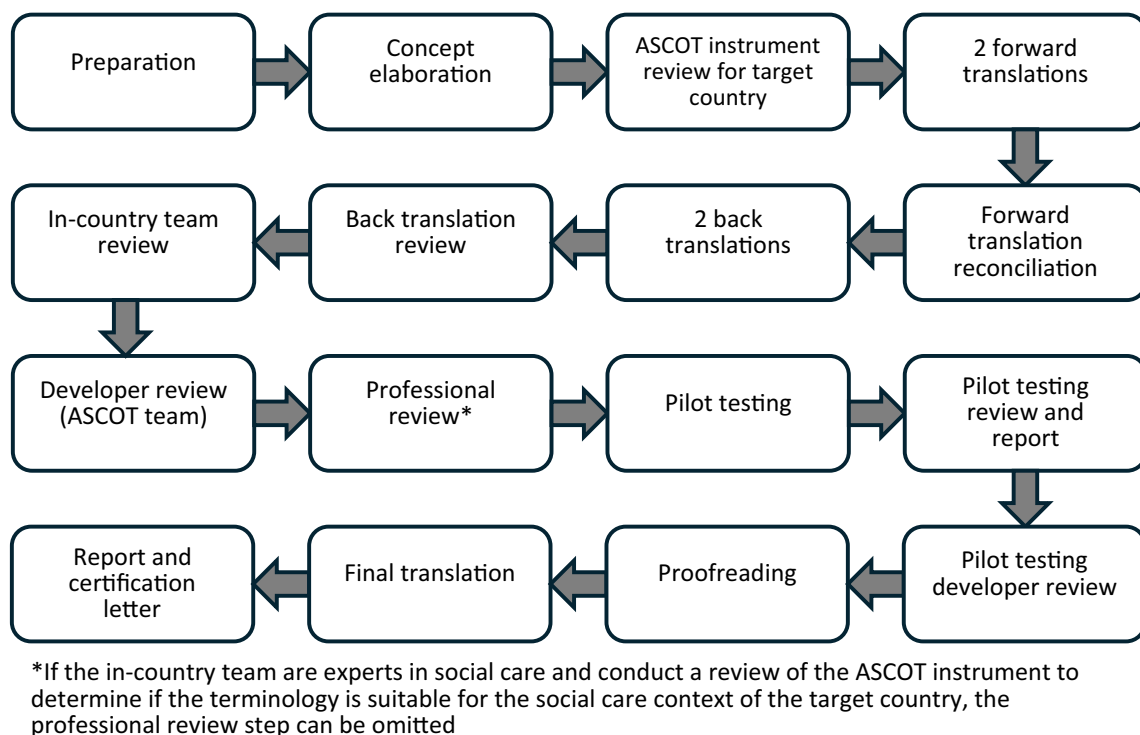 Preparation
Concept
elaboration
ASCOT instrument
review for target
country
2 forward
translations
In-country team
review
Back translation
review
2 back
translations
Forward
translation
reconciliation
Developer review
(ASCOT team)
Professional
review*
Pilot testing
Pilot testing
review and
report
Report and
certification
letter
Final translation
Proofreading
Pilot testing
developer review
*If the in-country team are experts in social care and conduct a review of the ASCOT instrument to
determine if the terminology is suitable for the social care context of the target country, the
professional review step can be omitted